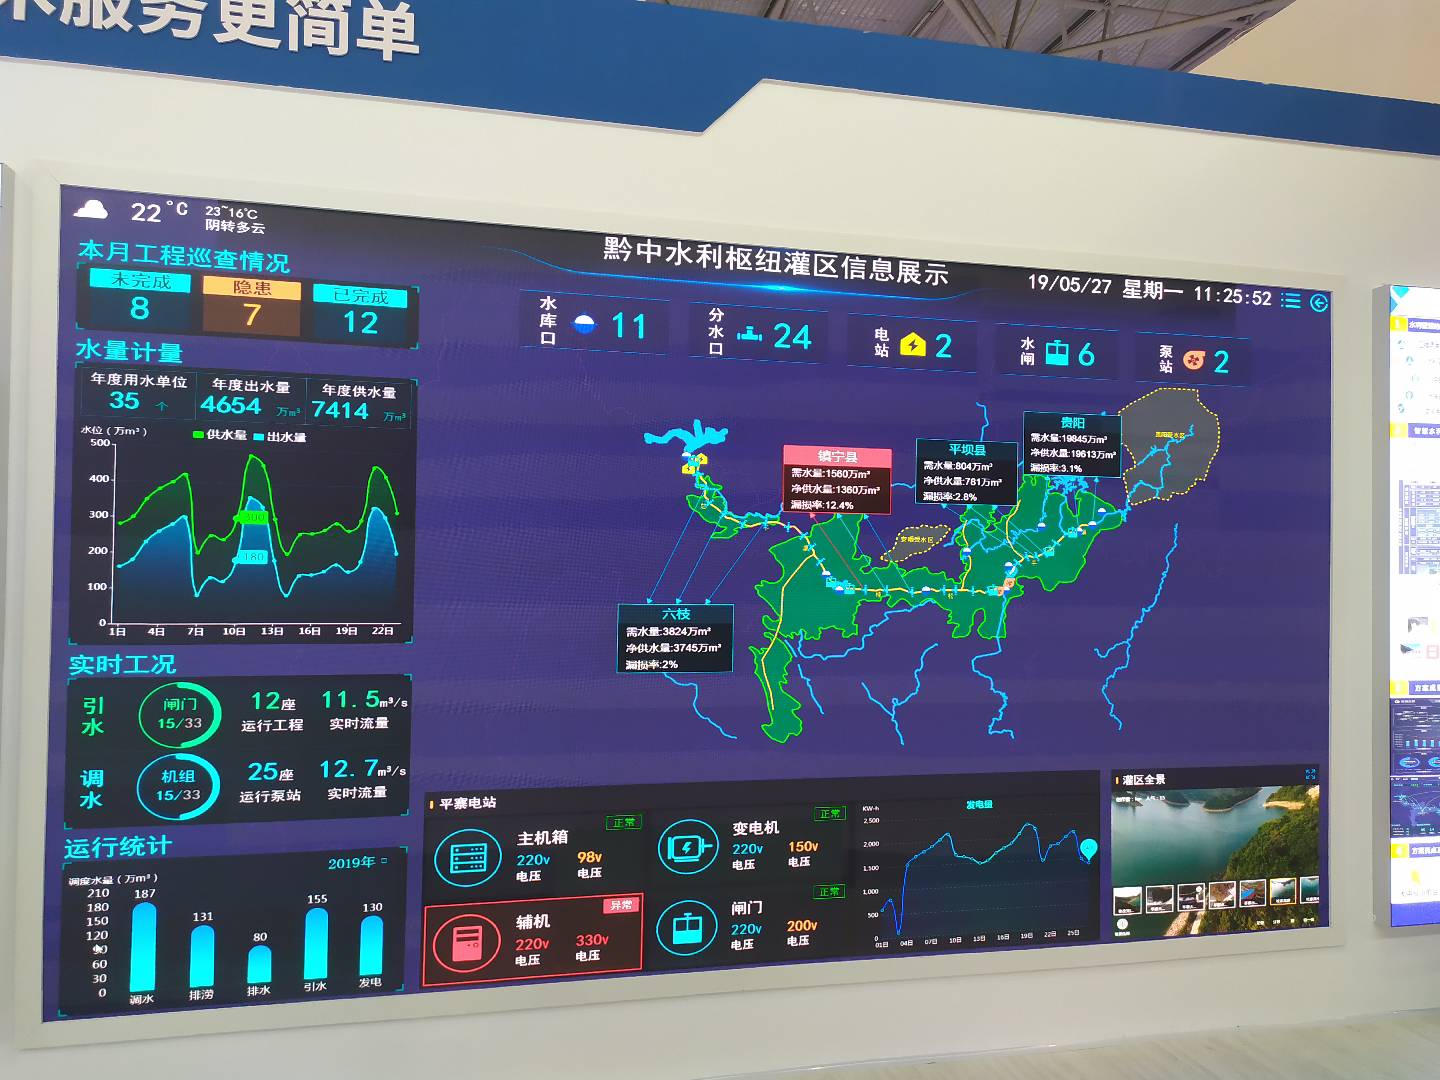 服务更简单
22°C
23~16℃
阴转多云
黔中水利枢纽灌区信息展示
19/05/27 星期一 11:25:52
本月工程巡查情况
未完成 隐患 已完成
8 7 12
水库口 11
分水口 24
电站 2
水闸 6
泵站 2
水量计量
年度用水单位 年度出水量 年度供水量
35 个 4654 万m³ 7414 万m³
水位（万m³） 供水量 出水量
500
400
300
200
100
0
300
180
1日 4日 7日 10日 13日 16日 19日 22日
镇宁县
需水量:1560万m³
净供水量:1360万m³
漏损率:12.4%
平坝县
需水量:804万m³
净供水量:781万m³
漏损率:2.8%
贵阳
需水量:19845万m³
净供水量:19613万m³
漏损率:3.1%
六枝
需水量:3824万m³
净供水量:3745万m³
漏损率:2%
实时工况
引水
闸门
15/33
12座
运行工程
11.5m³/s
实时流量
调水
机组
15/33
25座
运行泵站
12.7m³/s
实时流量
运行统计
2019年
调度水量（万m³）
210
180
150
120
90
60
30
0
187 131 80 155 130
调水 排涝 排水 引水 发电
平寨电站
正常
主机箱
220v 98v
电压 电压
正常
变电机
220v 150v
电压 电压
异常
辅机
220v 330v
电压 电压
正常
闸门
220v 200v
电压 电压
KW·h 发电量
2,500
2,000
1,500
1,000
500
0
01日 04日 07日 10日 13日 16日 19日 22日 25日
灌区全景